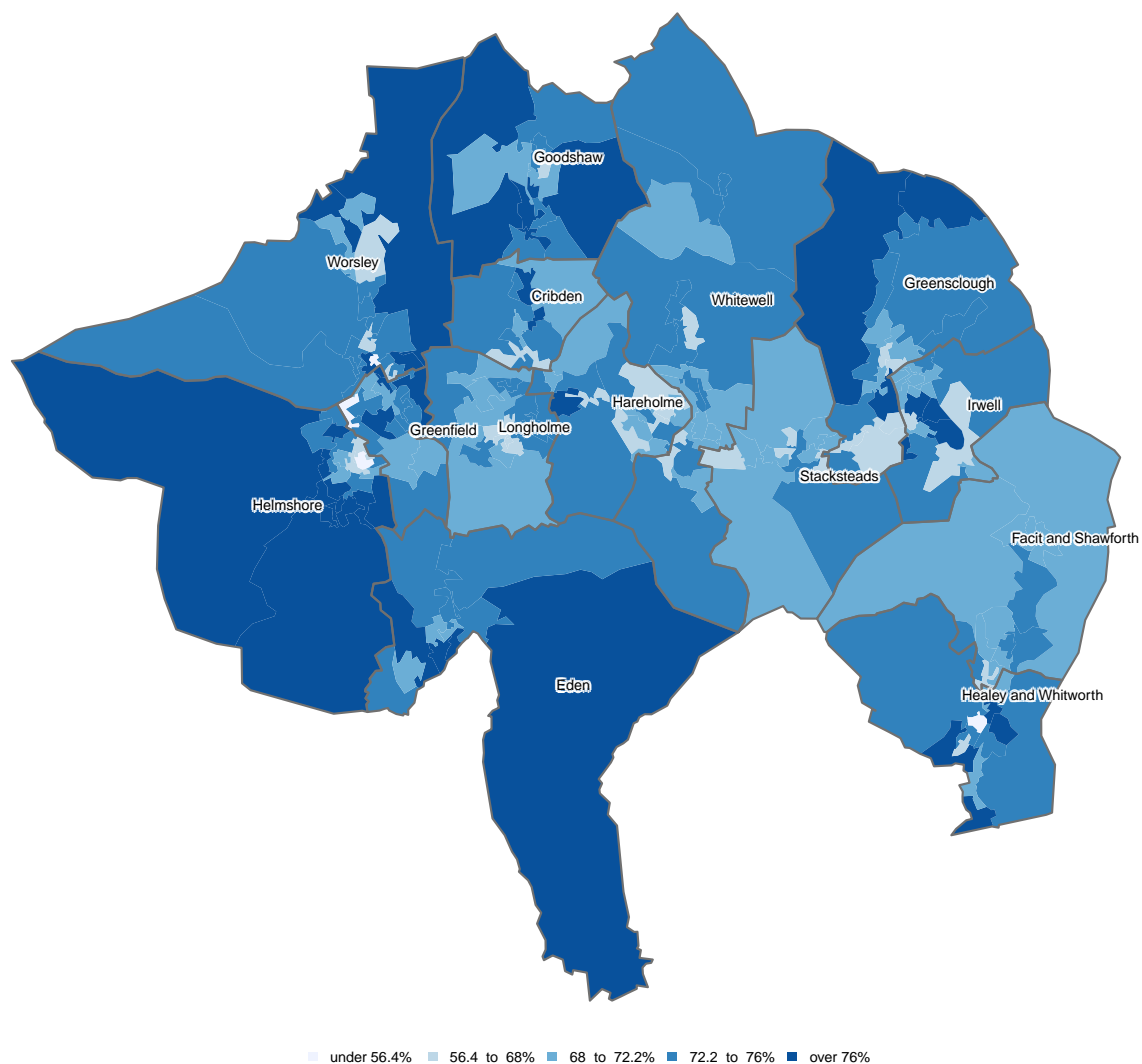 Goodshaw
Worsley
Greensclough
Cribden
Whitewell
Hareholme
Irwell
Greenfield
Longholme
Stacksteads
Helmshore
Facit and Shawforth
Eden
Healey and Whitworth
under 56.4% 56.4 to 68% 68 to 72.2% 72.2 to 76% over 76%